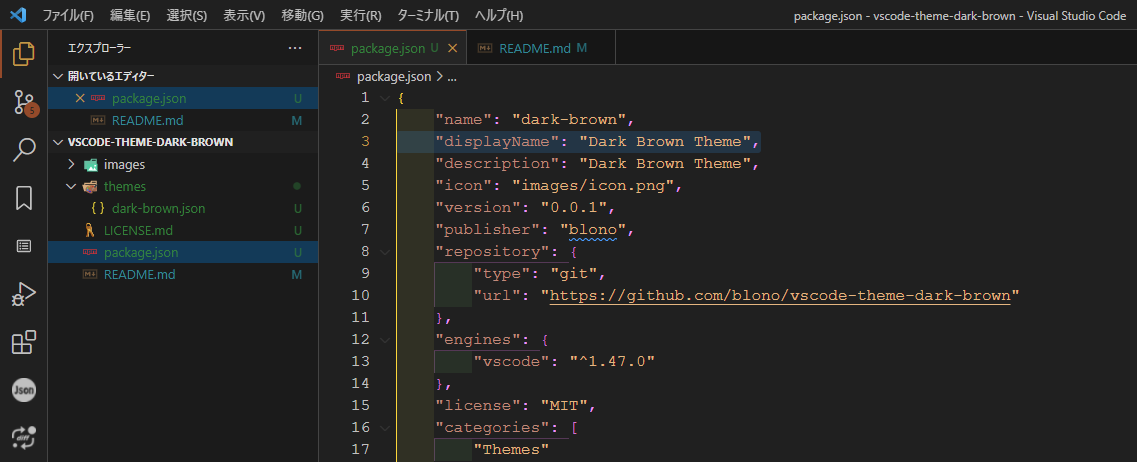 ファイル(F) 編集(E) 選択(S) 表示(V) 移動(G) 実行(R) ターミナル(T) ヘルプ(H) package.json - vscode-theme-dark-brown - Visual Studio Code
エクスプローラー ...
開いているエディター
package.json U
README.md M
VSCODE-THEME-DARK-BROWN
images
themes
dark-brown.json U
LICENSE.md U
package.json U
README.md M
5
Json
diff
package.json U README.md M
package.json > ...
1 {
2 "name": "dark-brown",
3 "displayName": "Dark Brown Theme",
4 "description": "Dark Brown Theme",
5 "icon": "images/icon.png",
6 "version": "0.0.1",
7 "publisher": "blono",
8 "repository": {
9 "type": "git",
10 "url": "https://github.com/blono/vscode-theme-dark-brown"
11 },
12 "engines": {
13 "vscode": "^1.47.0"
14 },
15 "license": "MIT",
16 "categories": [
17 "Themes"